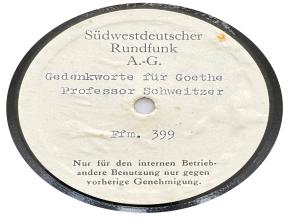 Südwestdeutscher
Rundfunk
A.-G.
Gedenkworte für Goethe
Professor Schweitzer
Ffm. 399
Nur für den internen Betrieb-
andere Benutzung nur gegen
vorherige Genehmigung.